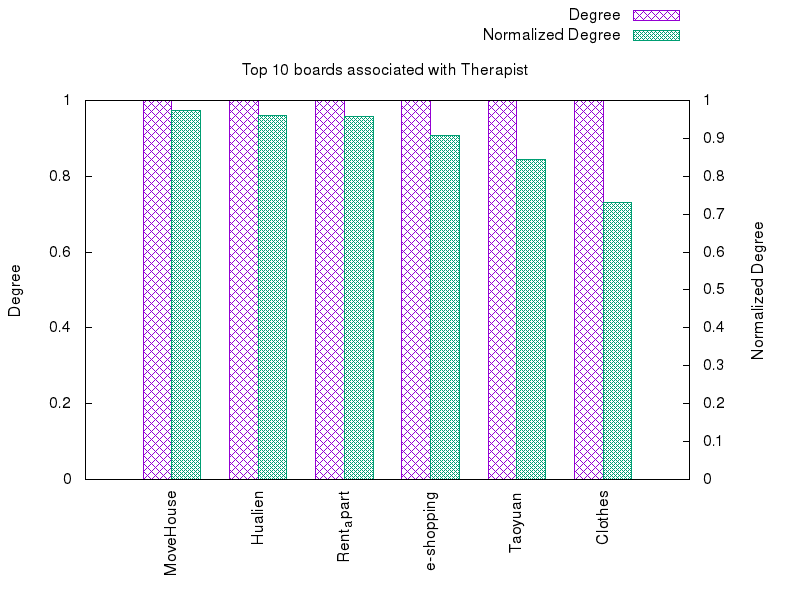 Degree
Normalized Degree
Top 10 boards associated with Therapist
1
0.8
0.6
0.4
0.2
0
Degree
1
0.9
0.8
0.7
0.6
0.5
0.4
0.3
0.2
0.1
0
Normalized Degree
MoveHouse
Hualien
Rentₐpart
e-shopping
Taoyuan
Clothes